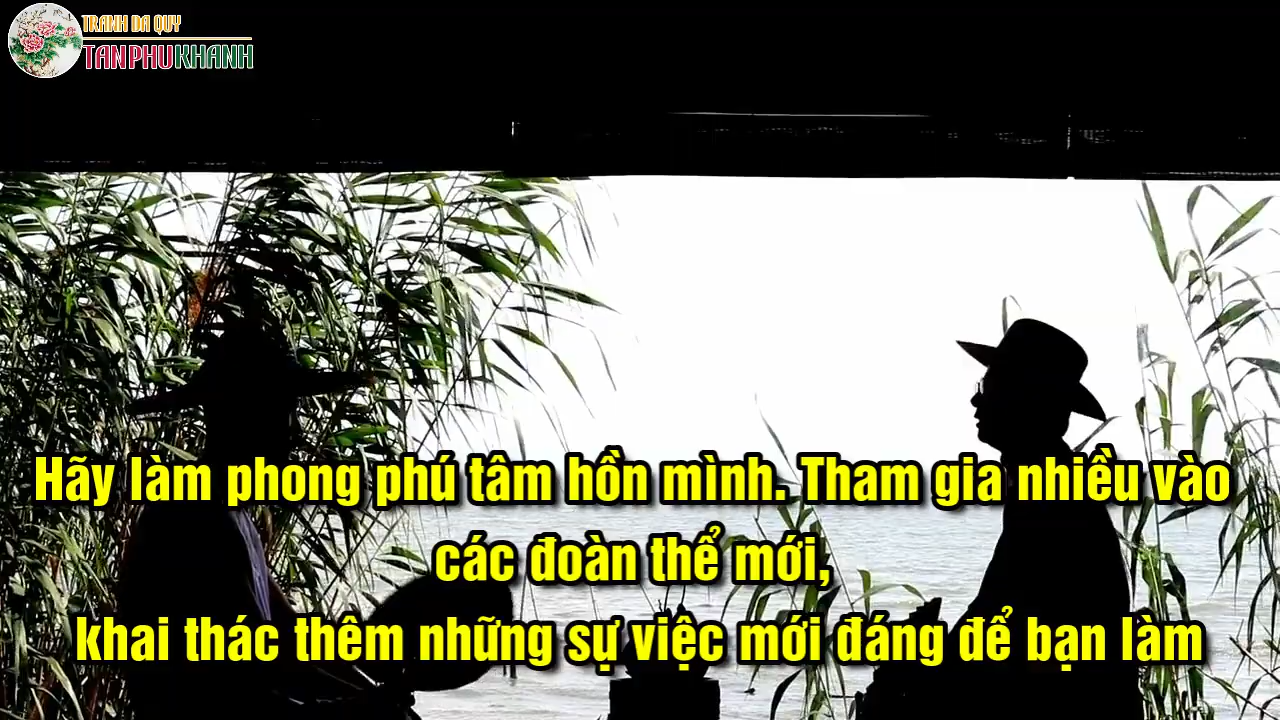 TRANH ĐA QUY
TANPHUKHANH
Hãy làm phong phú tâm hồn mình. Tham gia nhiều vào
các đoàn thể mới,
khai thác thêm những sự việc mới đáng để bạn làm